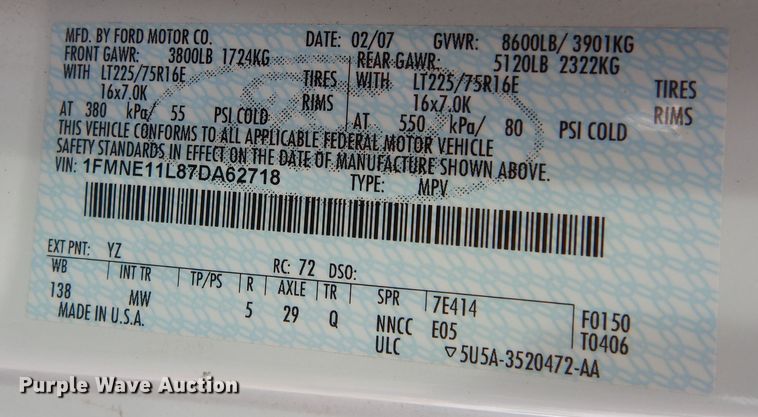 MFD. BY FORD MOTOR CO. DATE: 02/07 GVWR: 8600LB/ 3901KG
FRONT GAWR: 3800LB 1724KG REAR GAWR: 5120LB 2322KG
WITH LT225/75R16E TIRES WITH LT225/75R16E TIRES
16x7.0K RIMS 16x7.0K RIMS
AT 380 kPa/ 55 PSI COLD AT 550 kPa/ 80 PSI COLD
THIS VEHICLE CONFORMS TO ALL APPLICABLE FEDERAL MOTOR VEHICLE
SAFETY STANDARDS IN EFFECT ON THE DATE OF MANUFACTURE SHOWN ABOVE.
VIN: 1FMNE11L87DA62718 TYPE: MPV
EXT PNT: YZ RC: 72 DSO:
WB INT TR TP/PS R AXLE TR SPR 7E414 F0150
138 MW 5 29 Q NNCC E05 T0406
MADE IN U.S.A. ULC ▽5U5A-3520472-AA
Purple Wave Auction